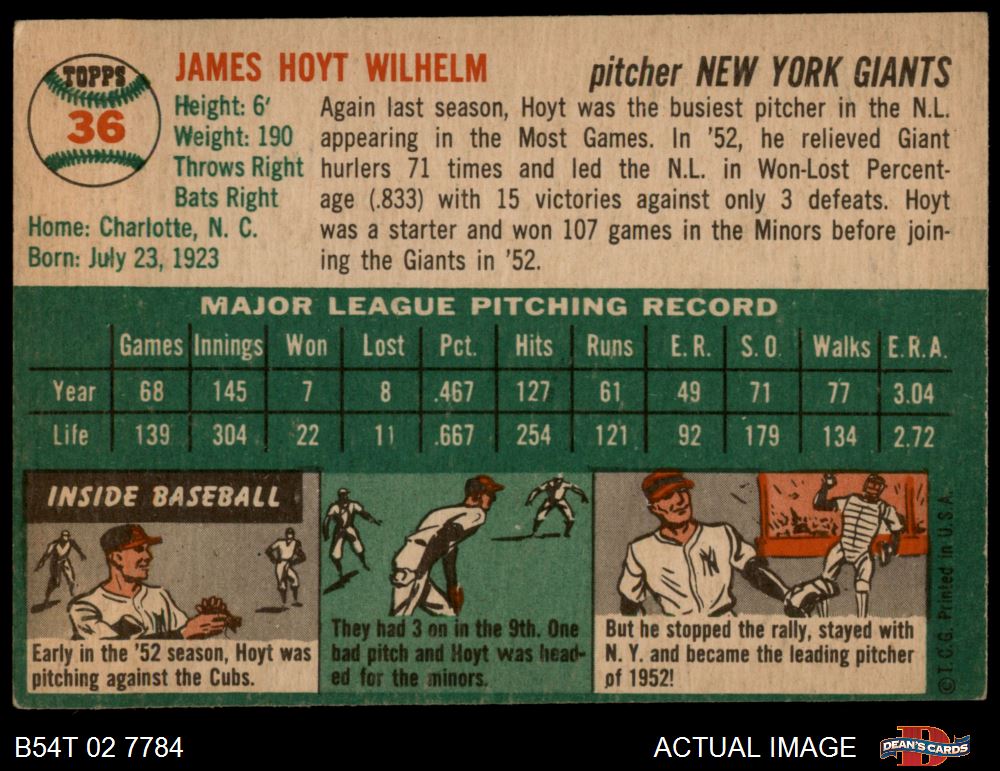 TOPPS
36
JAMES HOYT WILHELM
pitcher NEW YORK GIANTS
Height: 6'
Weight: 190
Throws Right
Bats Right
Home: Charlotte, N. C.
Born: July 23, 1923
Again last season, Hoyt was the busiest pitcher in the N.L.
appearing in the Most Games. In '52, he relieved Giant
hurlers 71 times and led the N.L. in Won-Lost Percent-
age (.833) with 15 victories against only 3 defeats. Hoyt
was a starter and won 107 games in the Minors before join-
ing the Giants in '52.
MAJOR LEAGUE PITCHING RECORD
Games Innings Won Lost Pct. Hits Runs E. R. S. O. Walks E. R. A.
Year 68 145 7 8 .467 127 61 49 71 77 3.04
Life 139 304 22 11 .667 254 121 92 179 134 2.72
INSIDE BASEBALL
Early in the '52 season, Hoyt was
pitching against the Cubs.
They had 3 on in the 9th. One
bad pitch and Hoyt was head-
ed for the minors.
NY
But he stopped the rally, stayed with
N. Y. and became the leading pitcher
of 1952!
© T. C. G. Printed in U. S. A.
B54T 02 7784
ACTUAL IMAGE
DEAN'S CARDS